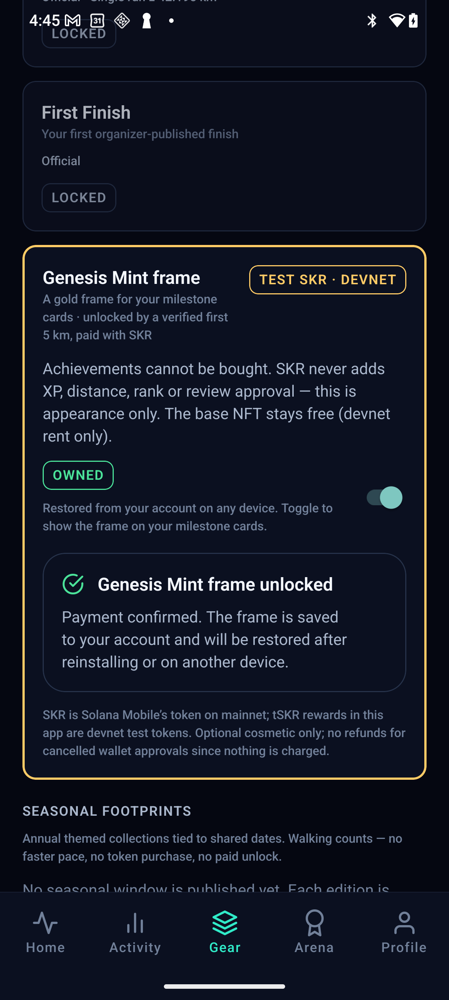 4:45
31
LOCKED
First Finish
Your first organizer-published finish
Official
LOCKED
Genesis Mint frame
TEST SKR · DEVNET
A gold frame for your milestone
cards · unlocked by a verified first
5 km, paid with SKR
Achievements cannot be bought. SKR never adds
XP, distance, rank or review approval — this is
appearance only. The base NFT stays free (devnet
rent only).
OWNED
Restored from your account on any device. Toggle to
show the frame on your milestone cards.
Genesis Mint frame unlocked
Payment confirmed. The frame is saved
to your account and will be restored after
reinstalling or on another device.
SKR is Solana Mobile’s token on mainnet; tSKR rewards in this
app are devnet test tokens. Optional cosmetic only; no refunds for
cancelled wallet approvals since nothing is charged.
SEASONAL FOOTPRINTS
Annual themed collections tied to shared dates. Walking counts — no
faster pace, no token purchase, no paid unlock.
No seasonal window is published yet. Each edition is
Home
Activity
Gear
Arena
Profile